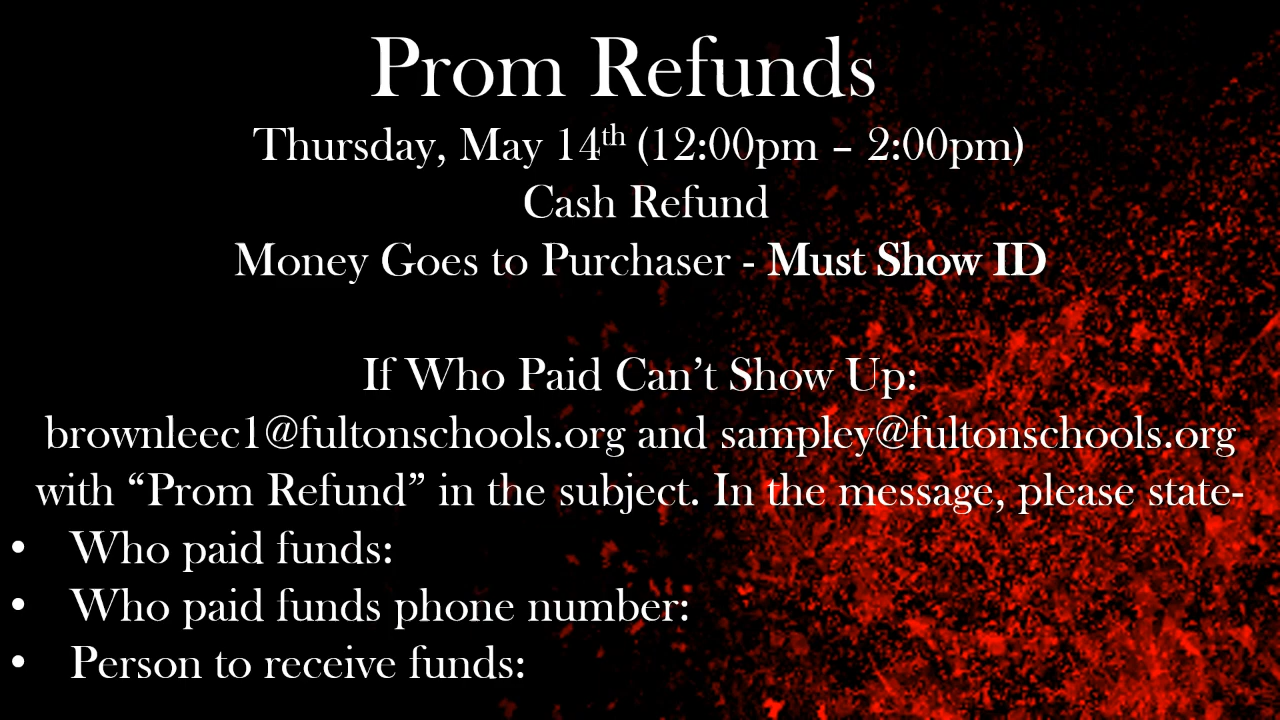 Prom Refunds
Thursday, May 14th (12:00pm – 2:00pm)
Cash Refund
Money Goes to Purchaser - Must Show ID
If Who Paid Can’t Show Up:
brownleec1@fultonschools.org and sampley@fultonschools.org
with “Prom Refund” in the subject. In the message, please state-
• Who paid funds:
• Who paid funds phone number:
• Person to receive funds: